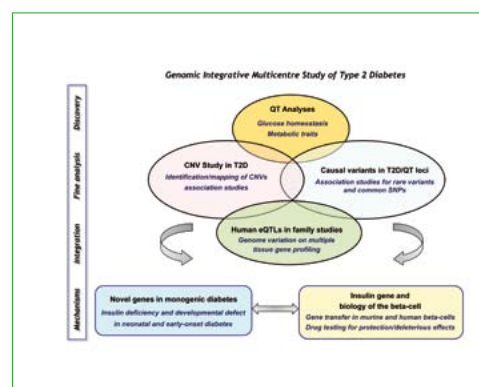 Genomic Integrative Multicentre Study of Type 2 Diabetes
Discovery
QT Analyses
Glucose homeostasis
Metabolic traits
Fine analysis
CNV Study in T2D
Identification/mapping of CNVs
association studies
Causal variants in T2D/QT loci
Association studies for rare variants
and common SNPs
Integration
Human eQTLs in family studies
Genome variation on multiple
tissue gene profiling
Mechanisms
Novel genes in monogenic diabetes
Insulin deficiency and developmental defect
in neonatal and early-onset diabetes
Insulin gene and
biology of the beta-cell
Gene transfer in murine and human beta-cells
Drug testing for protection/deleterious effects